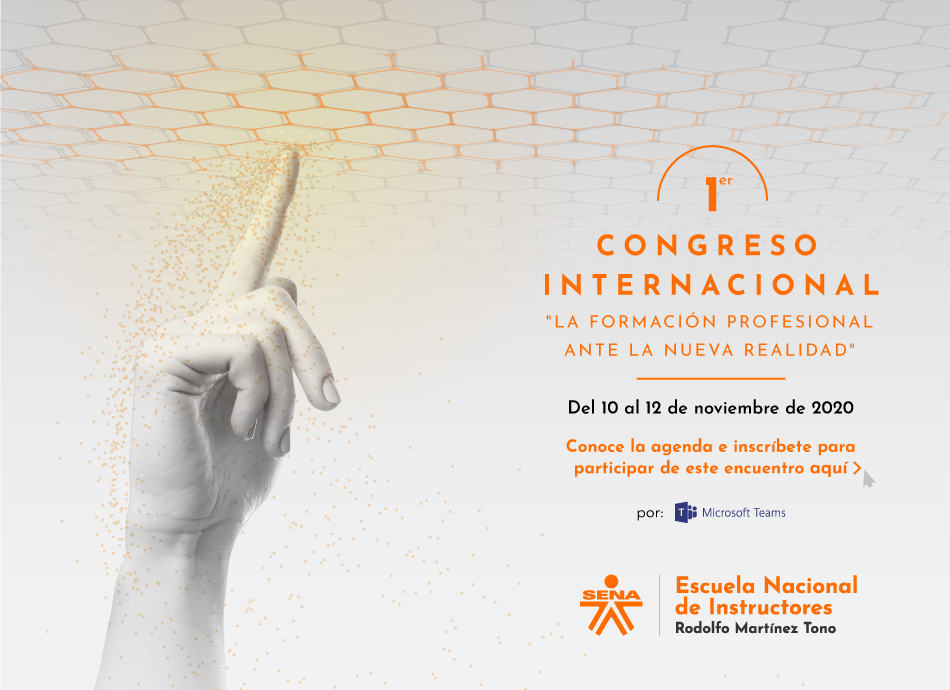 1er
CONGRESO
INTERNACIONAL
"LA FORMACIÓN PROFESIONAL
ANTE LA NUEVA REALIDAD"
Del 10 al 12 de noviembre de 2020
Conoce la agenda e inscríbete para
participar de este encuentro aquí >
por: Microsoft Teams
SENA
Escuela Nacional
de Instructores
Rodolfo Martínez Tono